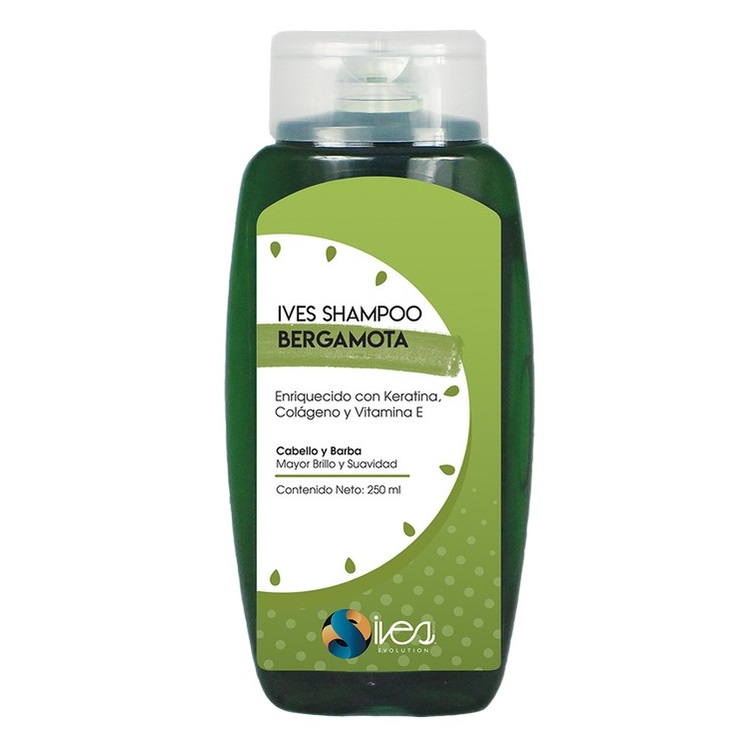 IVES SHAMPOO
BERGAMOTA
Enriquecido con Keratina,
Colágeno y Vitamina E
Cabello y Barba
Mayor Brillo y Suavidad
Contenido Neto: 250 ml
ives
EVOLUTION